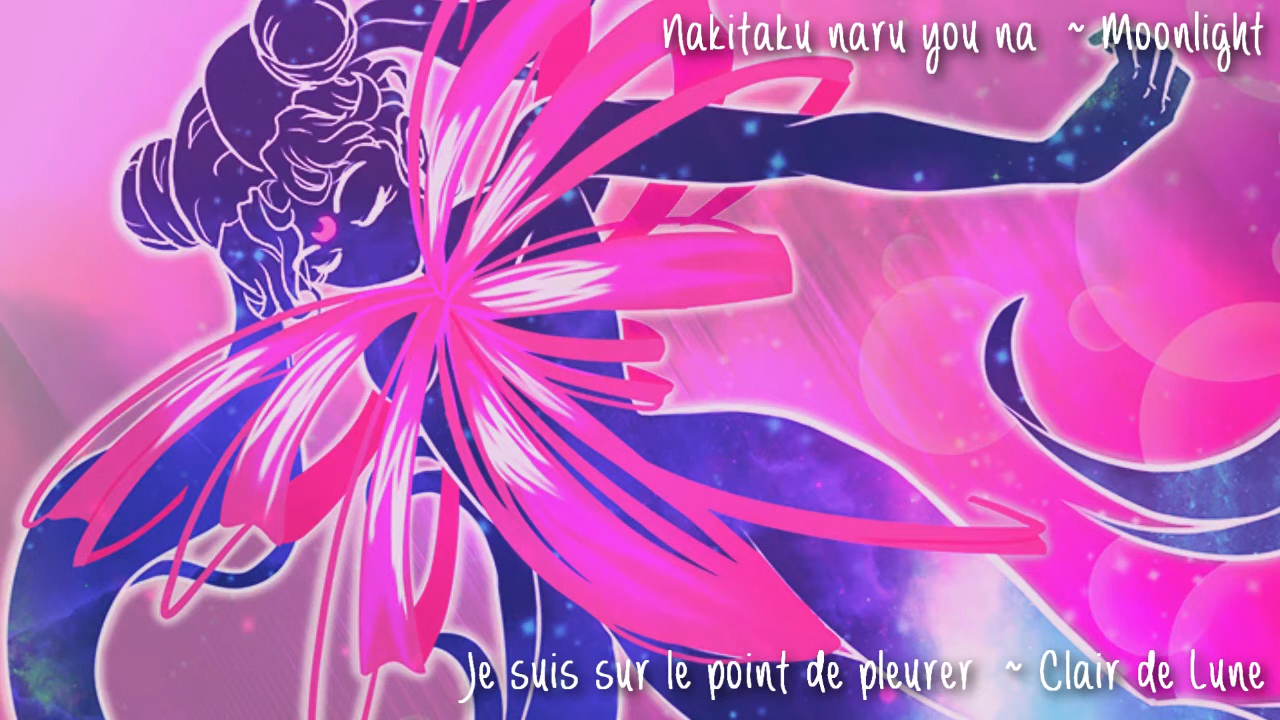 Nakitaku naru you na ~ Moonlight
Je suis sur le point de pleurer ~ Clair de Lune